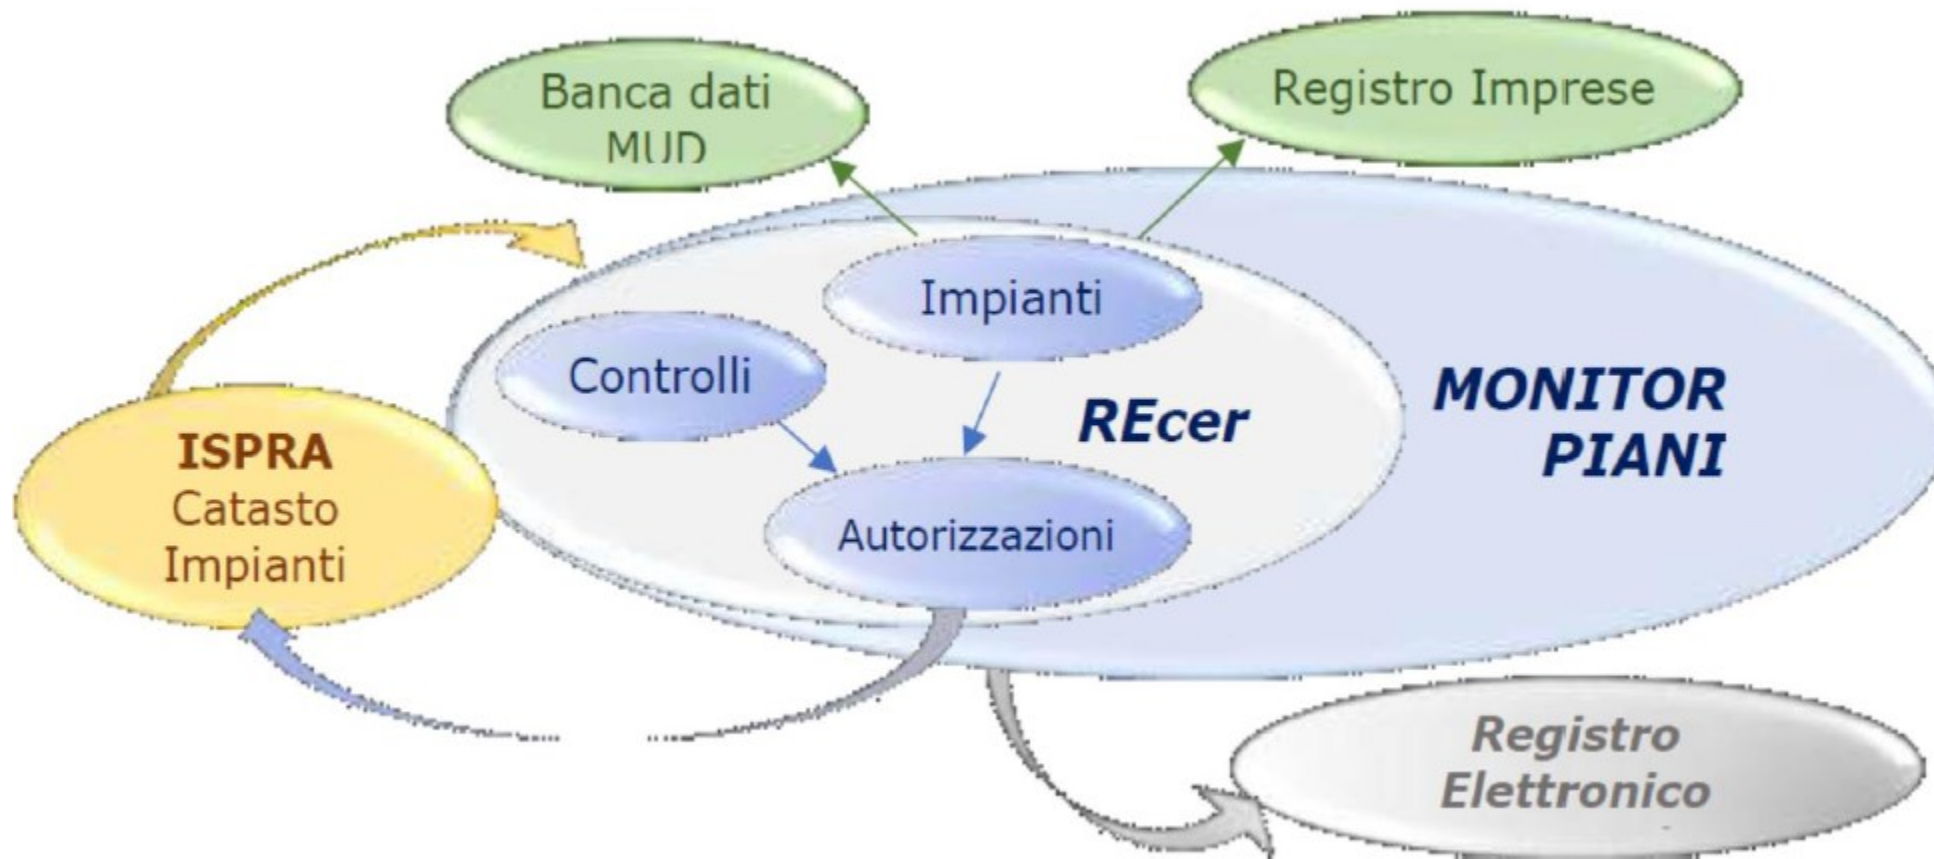 Banca dati
MUD
Registro Imprese
Impianti
Controlli
REcer
MONITOR
PIANI
ISPRA
Catasto
Impianti
Autorizzazioni
Registro
Elettronico